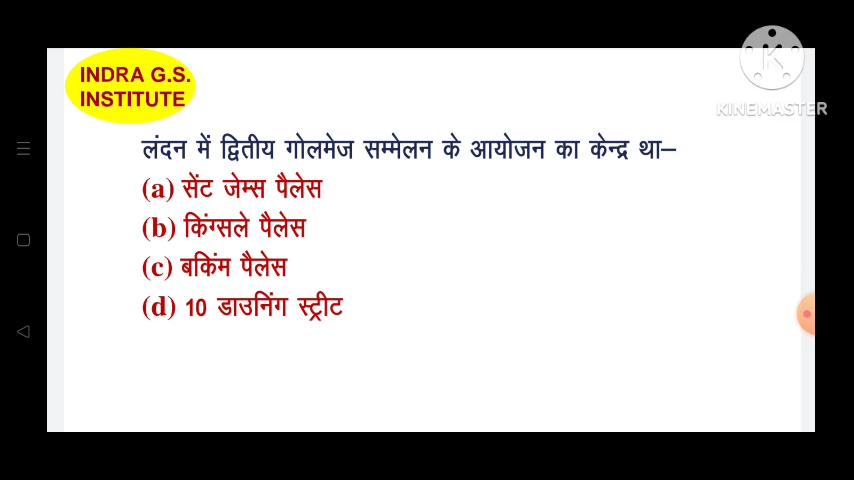 INDRA G.S.
INSTITUTE
KINEMASTER
लंदन में द्वितीय गोलमेज सम्मेलन के आयोजन का केन्द्र था–
(a) सेंट जेम्स पैलेस
(b) किंग्सले पैलेस
(c) बकिंम पैलेस
(d) 10 डाउनिंग स्ट्रीट